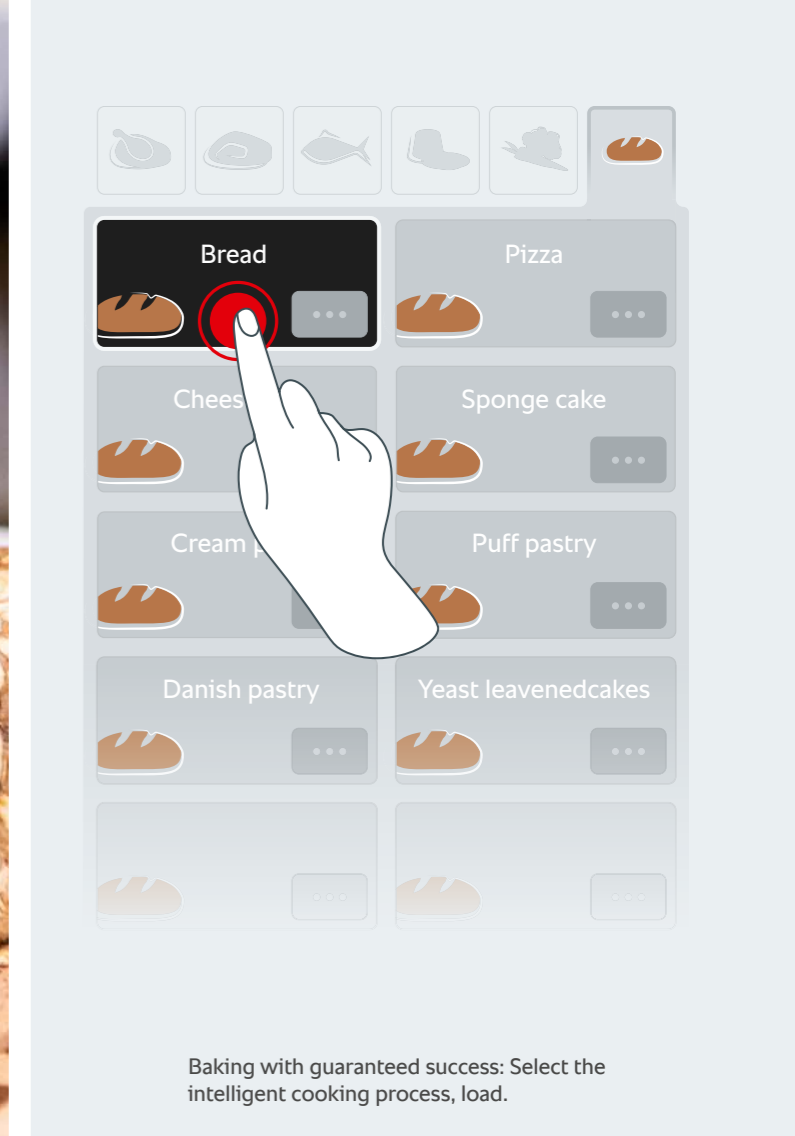 Bread
Pizza
Sponge cake
Cream
Puff pastry
Danish pastry
Yeast leavenedcakes
Baking with guaranteed success: Select the
intelligent cooking process, load.